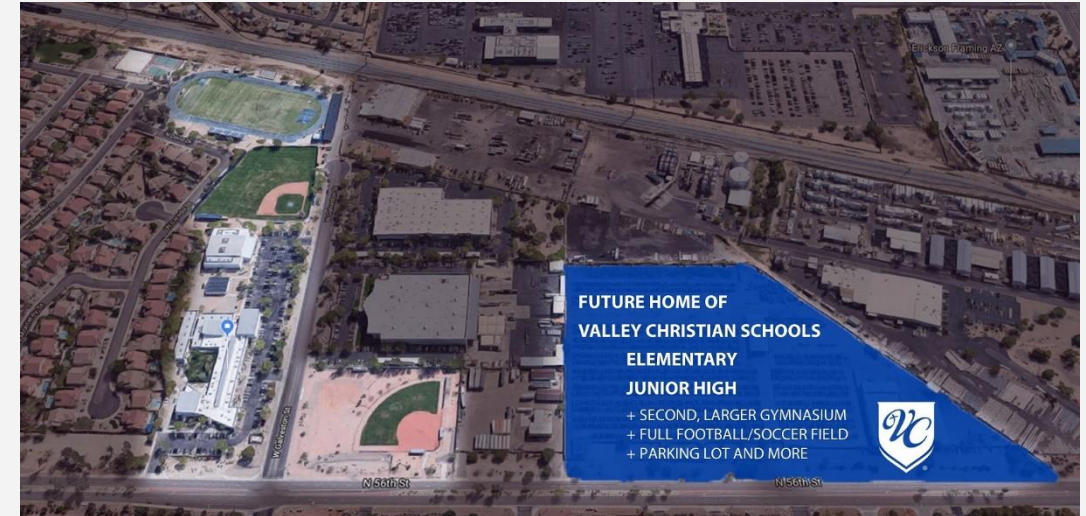 Erickson Framing AZ
FUTURE HOME OF
VALLEY CHRISTIAN SCHOOLS
ELEMENTARY
JUNIOR HIGH
+ SECOND, LARGER GYMNASIUM
+ FULL FOOTBALL/SOCCER FIELD
+ PARKING LOT AND MORE
VC
W Galveston St
N 56th St
N 56th St